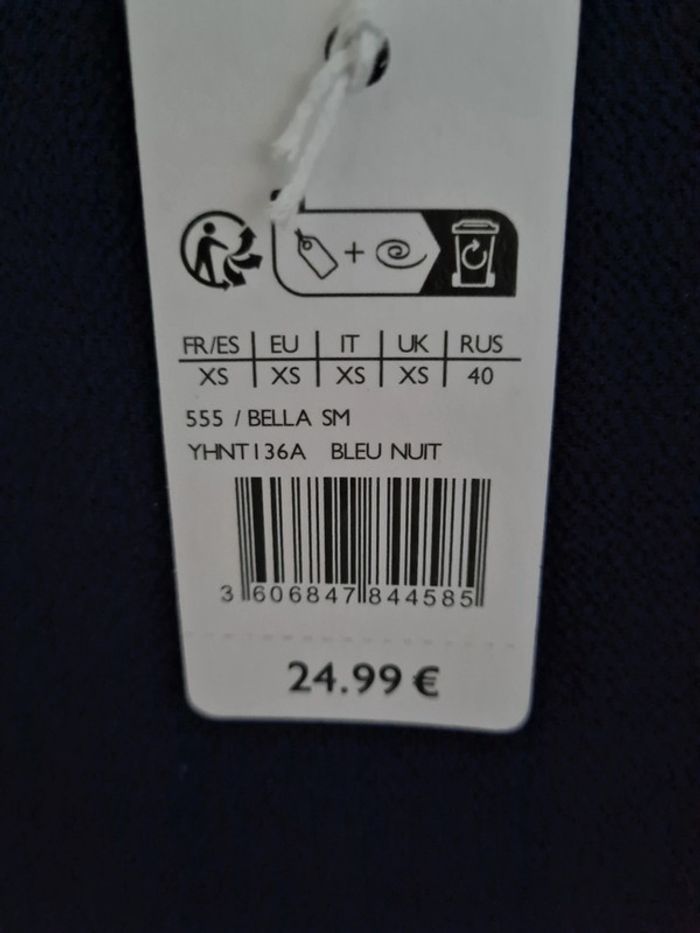 FR/ES | EU | IT | UK | RUS
XS | XS | XS | XS | 40
555 / BELLA SM
YHNT136A BLEU NUIT
3 606847 844585
24.99 €